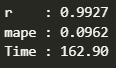 r    : 0.9927
mape : 0.0962
Time : 162.90